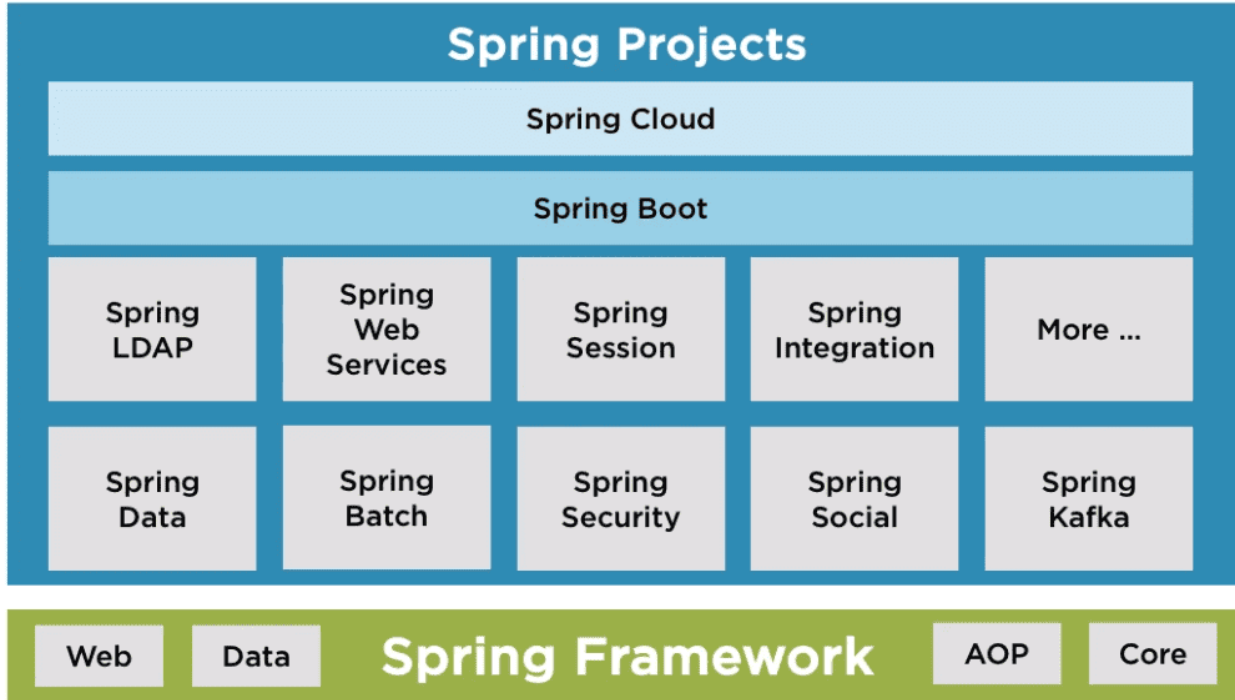 Spring Projects
Spring Cloud
Spring Boot
Spring
LDAP
Spring
Web
Services
Spring
Session
Spring
Integration
More ...
Spring
Data
Spring
Batch
Spring
Security
Spring
Social
Spring
Kafka
Web
Data
Spring Framework
AOP
Core